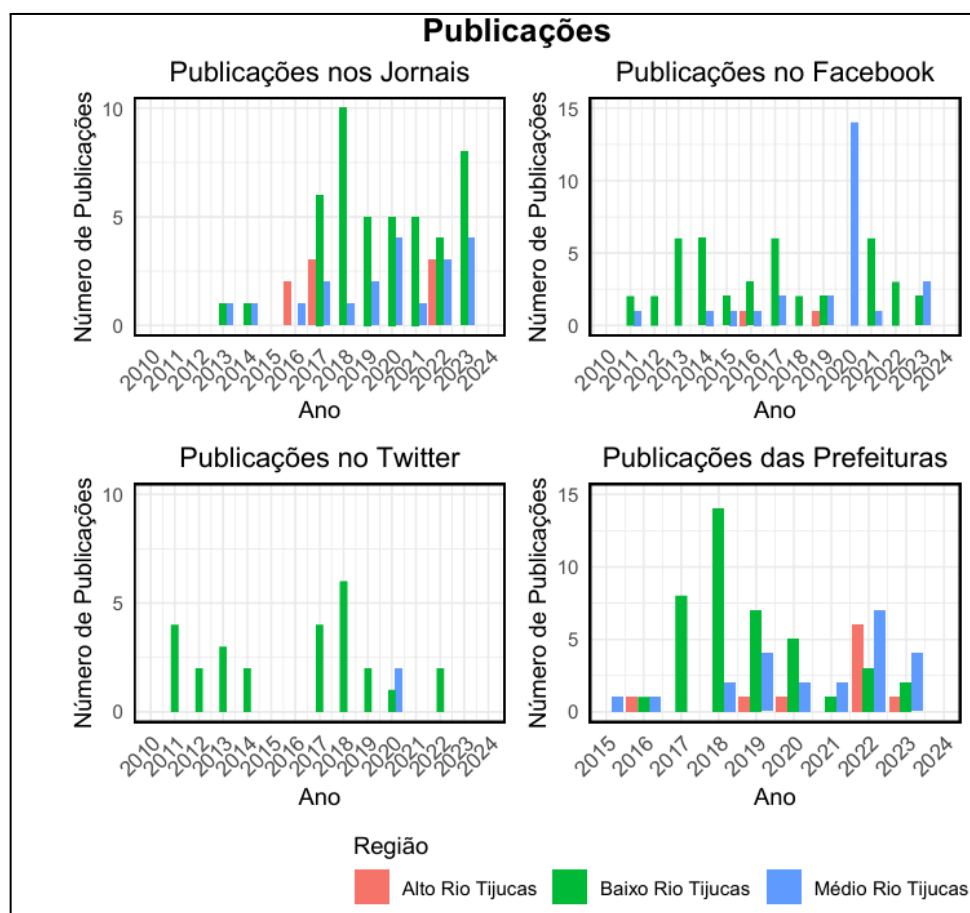 Publicações
Publicações nos Jornais
Número de Publicações
10
5
0
2010 2011 2012 2013 2014 2015 2016 2017 2018 2019 2020 2021 2022 2023 2024
Ano
Publicações no Facebook
Número de Publicações
15
10
5
0
2010 2011 2012 2013 2014 2015 2016 2017 2018 2019 2020 2021 2022 2023 2024
Ano
Publicações no Twitter
Número de Publicações
10
5
0
2010 2011 2012 2013 2014 2015 2016 2017 2018 2019 2020 2021 2022 2023 2024
Ano
Publicações das Prefeituras
Número de Publicações
15
10
5
0
2015 2016 2017 2018 2019 2020 2021 2022 2023 2024
Ano
Região
Alto Rio Tijucas Baixo Rio Tijucas Médio Rio Tijucas